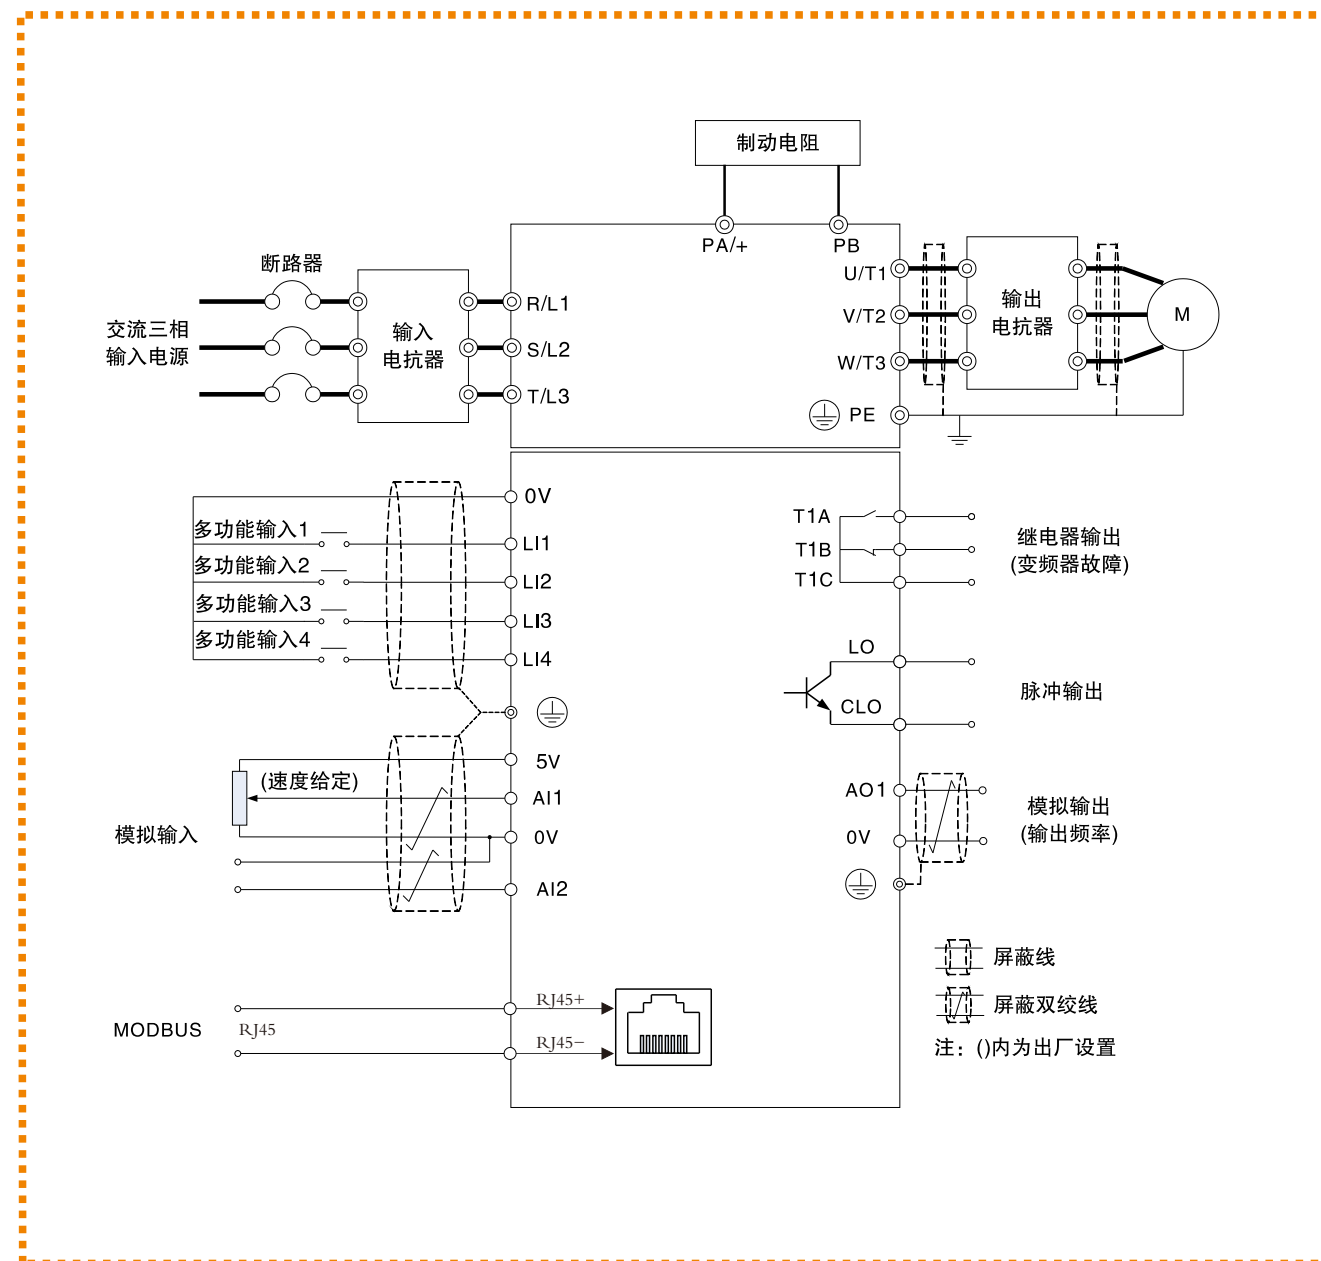 制动电阻
PA/+
PB
断路器
交流三相
输入电源
输入
电抗器
R/L1
S/L2
T/L3
U/T1
V/T2
W/T3
PE
输出
电抗器
M
0V
多功能输入1
LI1
多功能输入2
LI2
多功能输入3
LI3
多功能输入4
LI4
T1A
T1B
T1C
继电器输出
(变频器故障)
LO
CLO
脉冲输出
5V
(速度给定)
AI1
模拟输入
0V
AI2
AO1
0V
模拟输出
(输出频率)
屏蔽线
屏蔽双绞线
注：()内为出厂设置
MODBUS
RJ45
RJ45+
RJ45−